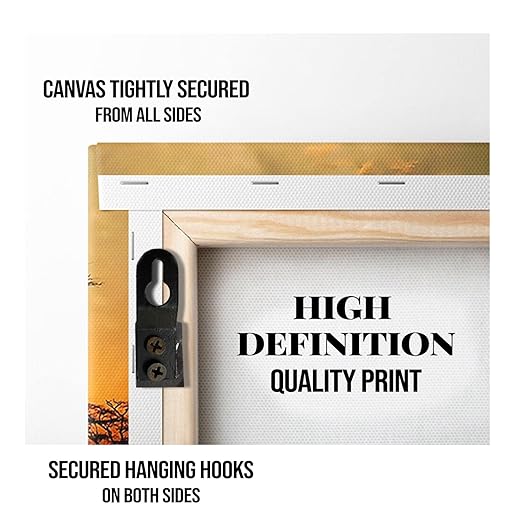 CANVAS TIGHTLY SECURED
FROM ALL SIDES
HIGH
DEFINITION
QUALITY PRINT
SECURED HANGING HOOKS
ON BOTH SIDES